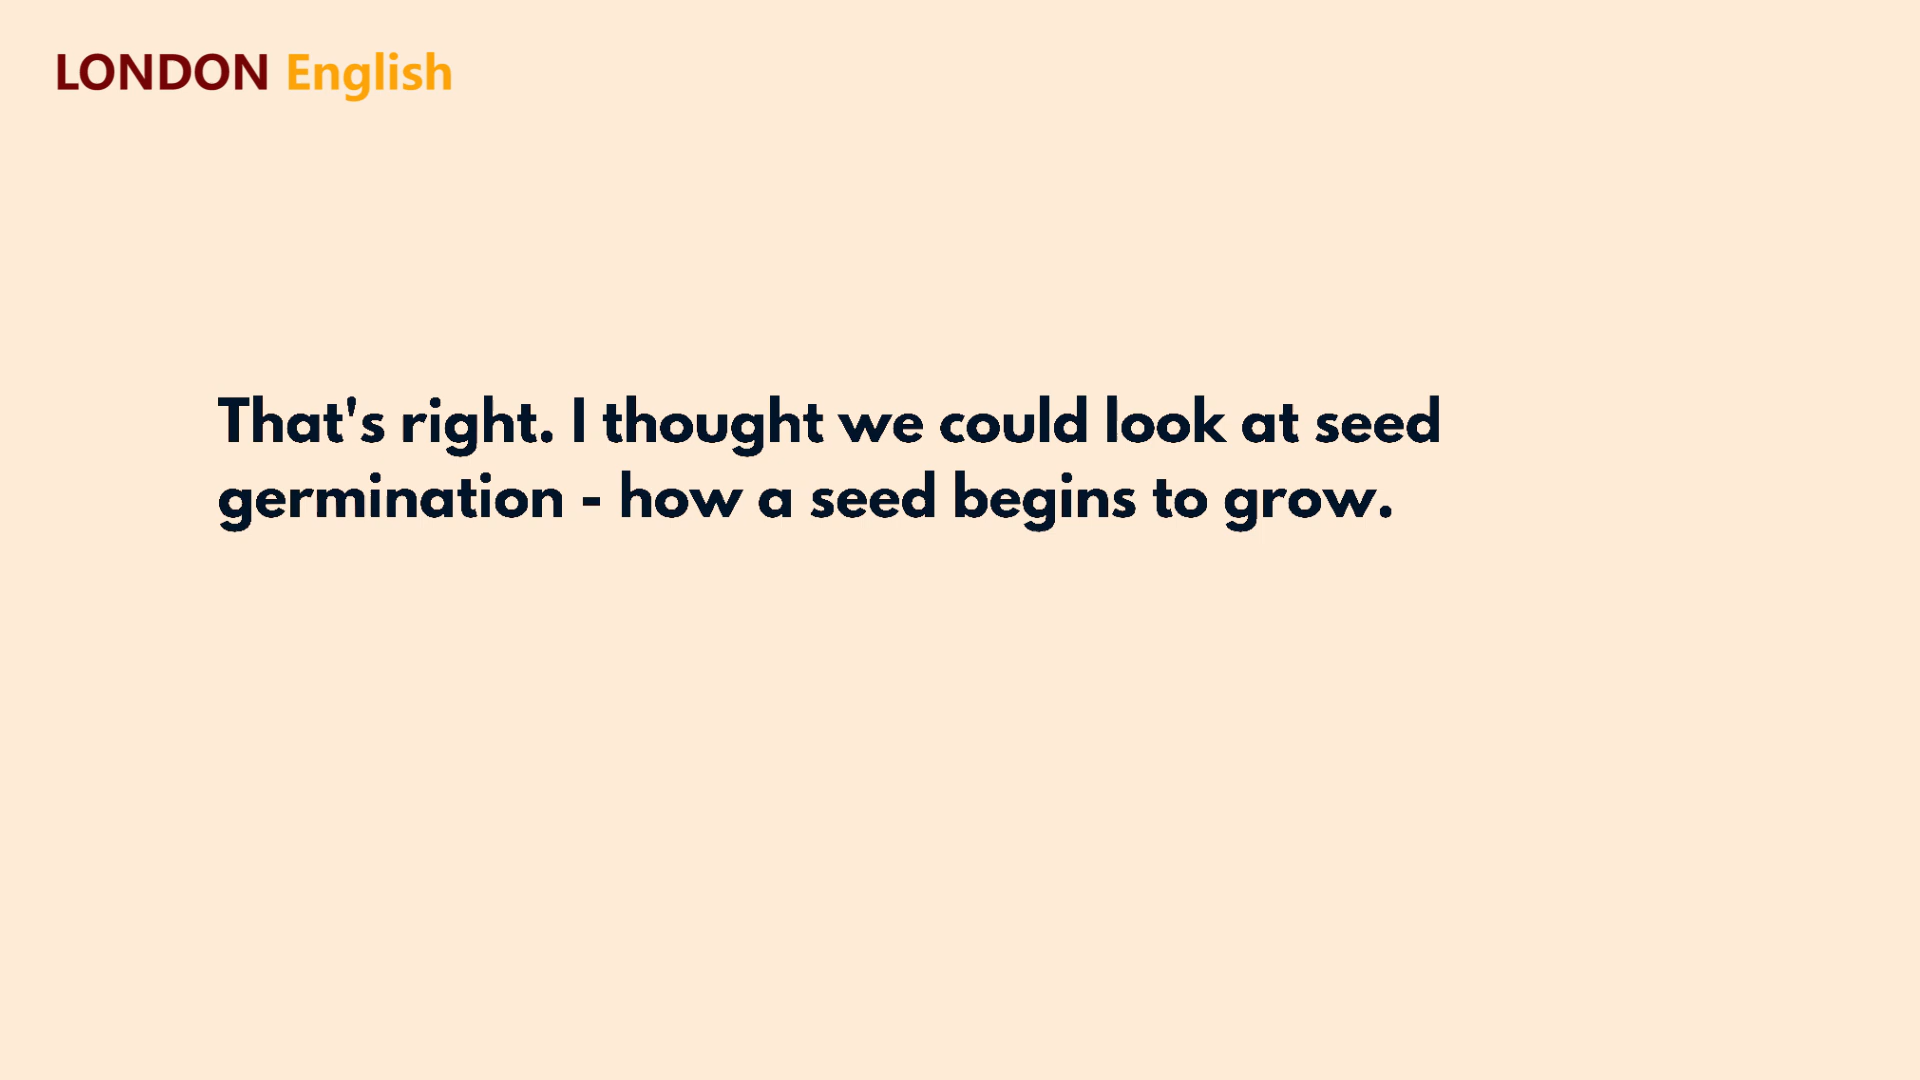 LONDON English
That's right. I thought we could look at seed
germination - how a seed begins to grow.